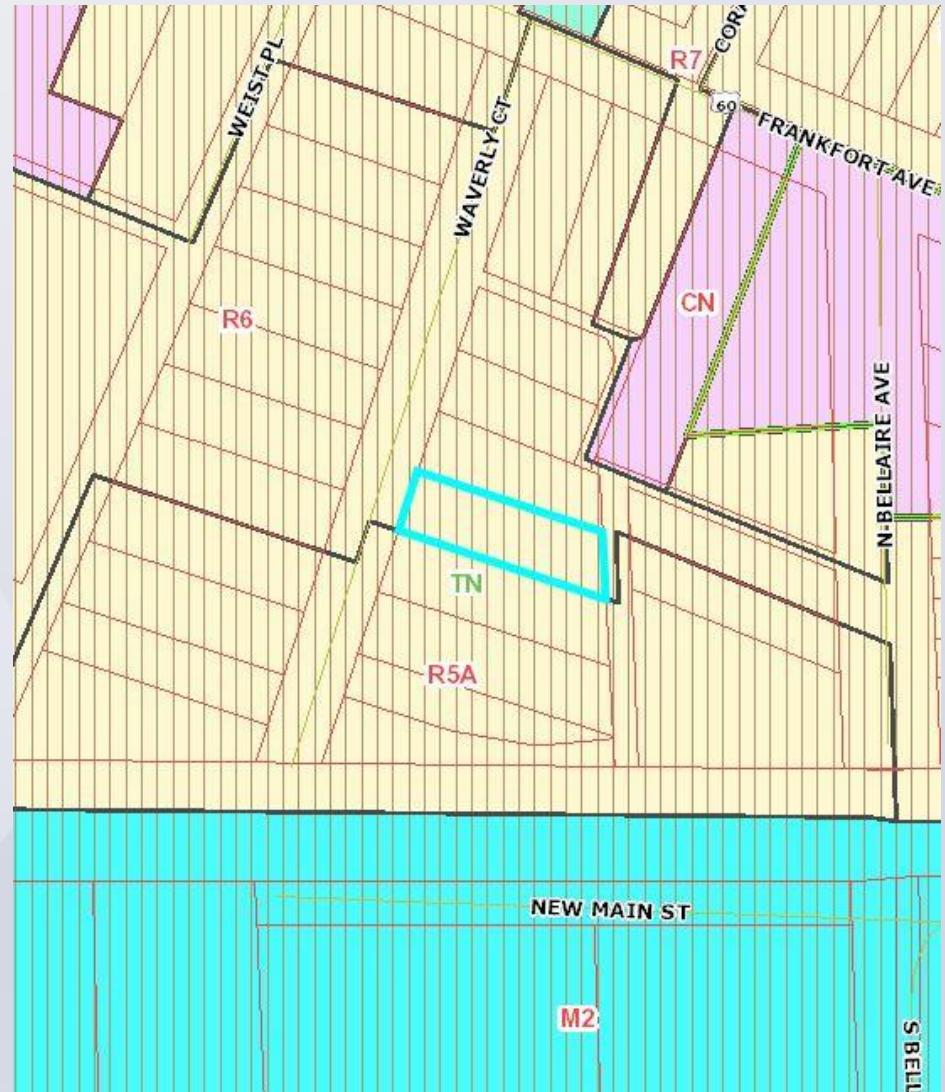 WEIST PL
WAVERLY CT
R7
60
FRANKFORT AVE
R6
CN
N BELLAIRE AVE
TN
R5A
NEW MAIN ST
M2